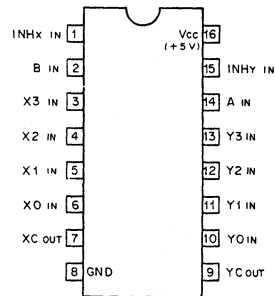 INHx IN 1
B IN 2
X3 IN 3
X2 IN 4
X1 IN 5
X0 IN 6
XC OUT 7
8 GND
Vcc 16
(+5V)
15 INHY IN
14 A IN
13 Y3 IN
12 Y2 IN
11 Y1 IN
10 Y0 IN
9 YC OUT